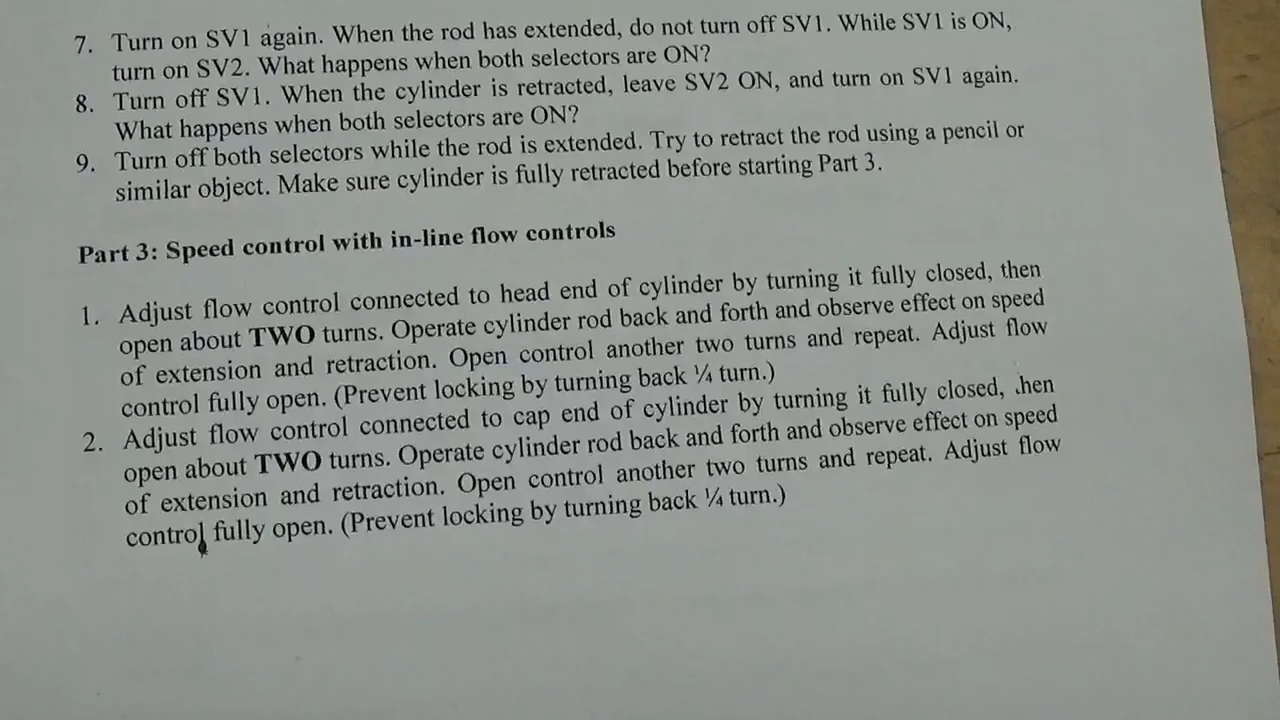 7. Turn on SV1 again. When the rod has extended, do not turn off SV1. While SV1 is ON,
turn on SV2. What happens when both selectors are ON?
8. Turn off SV1. When the cylinder is retracted, leave SV2 ON, and turn on SV1 again.
What happens when both selectors are ON?
9. Turn off both selectors while the rod is extended. Try to retract the rod using a pencil or
similar object. Make sure cylinder is fully retracted before starting Part 3.
Part 3: Speed control with in-line flow controls
1. Adjust flow control connected to head end of cylinder by turning it fully closed, then
open about TWO turns. Operate cylinder rod back and forth and observe effect on speed
of extension and retraction. Open control another two turns and repeat. Adjust flow
control fully open. (Prevent locking by turning back ¼ turn.)
2. Adjust flow control connected to cap end of cylinder by turning it fully closed, .hen
open about TWO turns. Operate cylinder rod back and forth and observe effect on speed
of extension and retraction. Open control another two turns and repeat. Adjust flow
control fully open. (Prevent locking by turning back ¼ turn.)